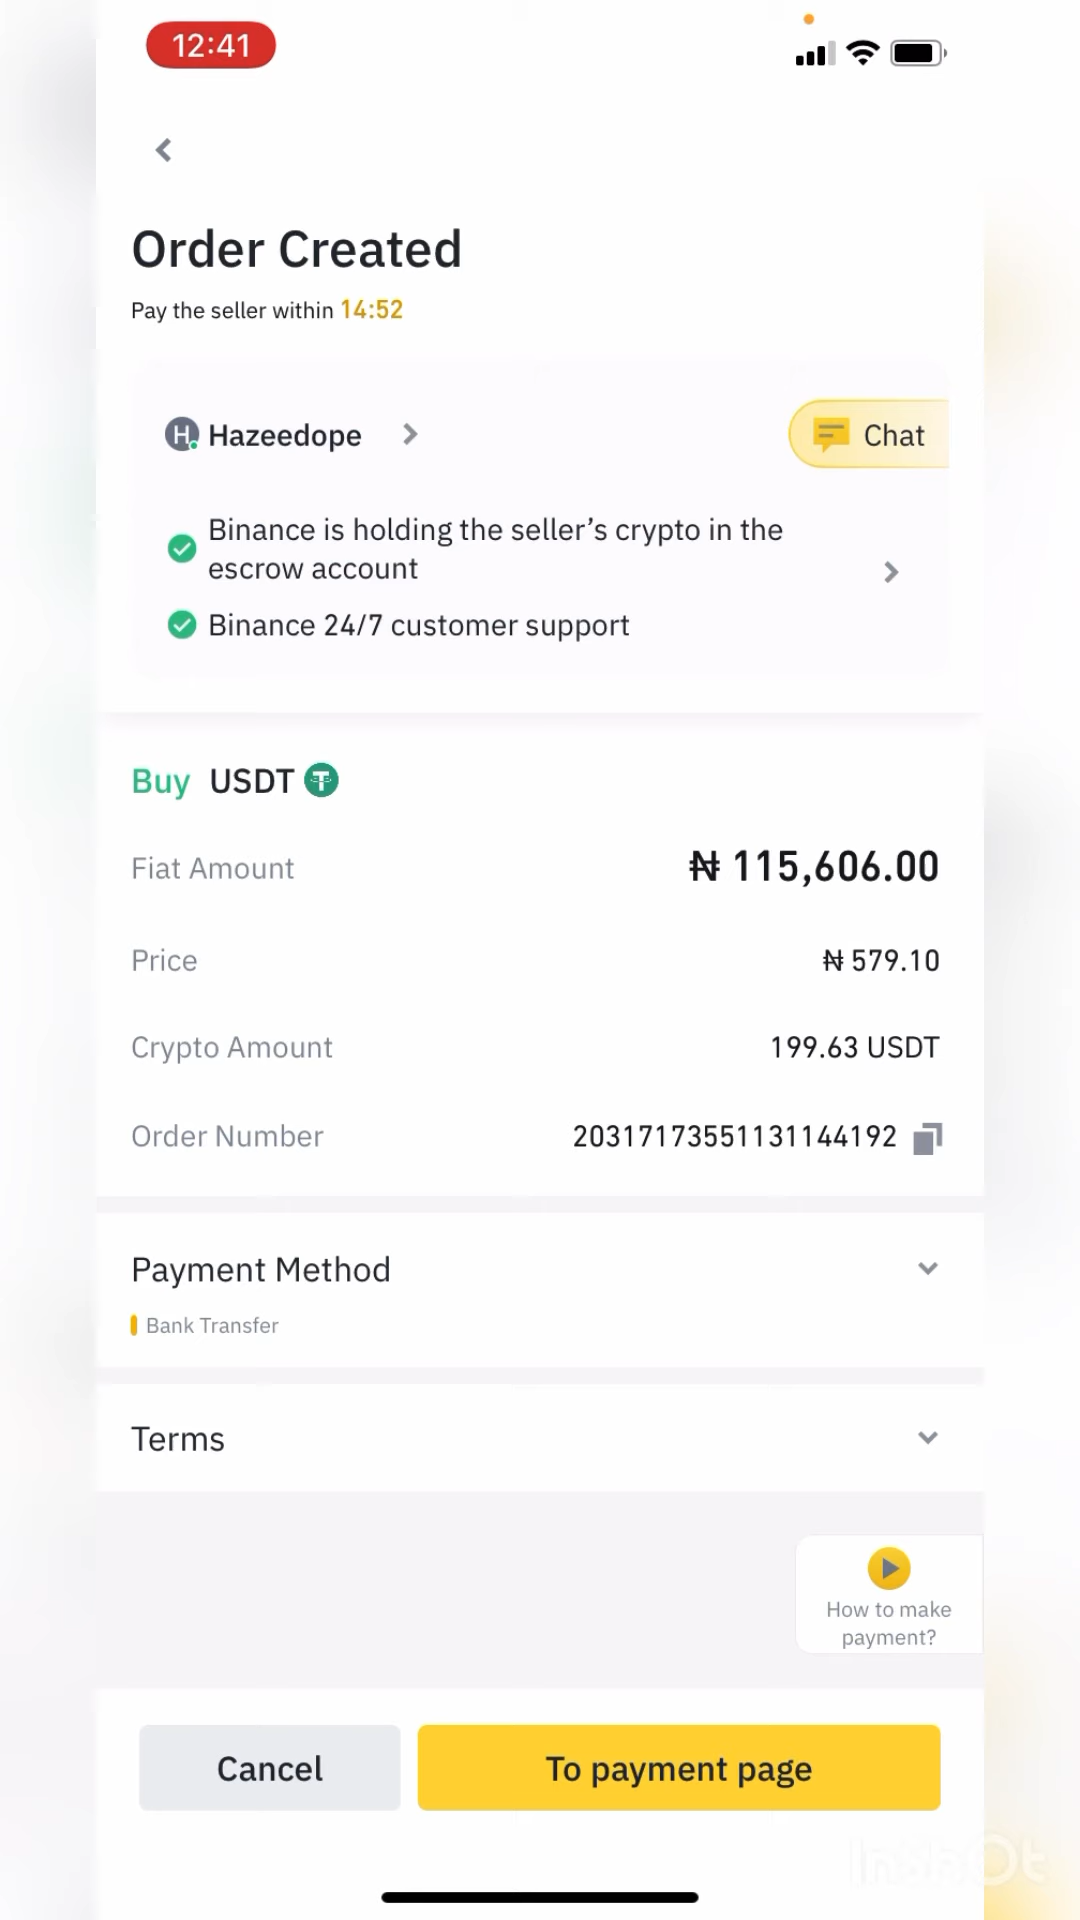 12:41
Order Created
Pay the seller within 14:52
H Hazeedope
Chat
Binance is holding the seller’s crypto in the
escrow account
Binance 24/7 customer support
Buy USDT
Fiat Amount ₦ 115,606.00
Price ₦ 579.10
Crypto Amount 199.63 USDT
Order Number 20317173551131144192
Payment Method
Bank Transfer
Terms
How to make
payment?
Cancel
To payment page
InShOt